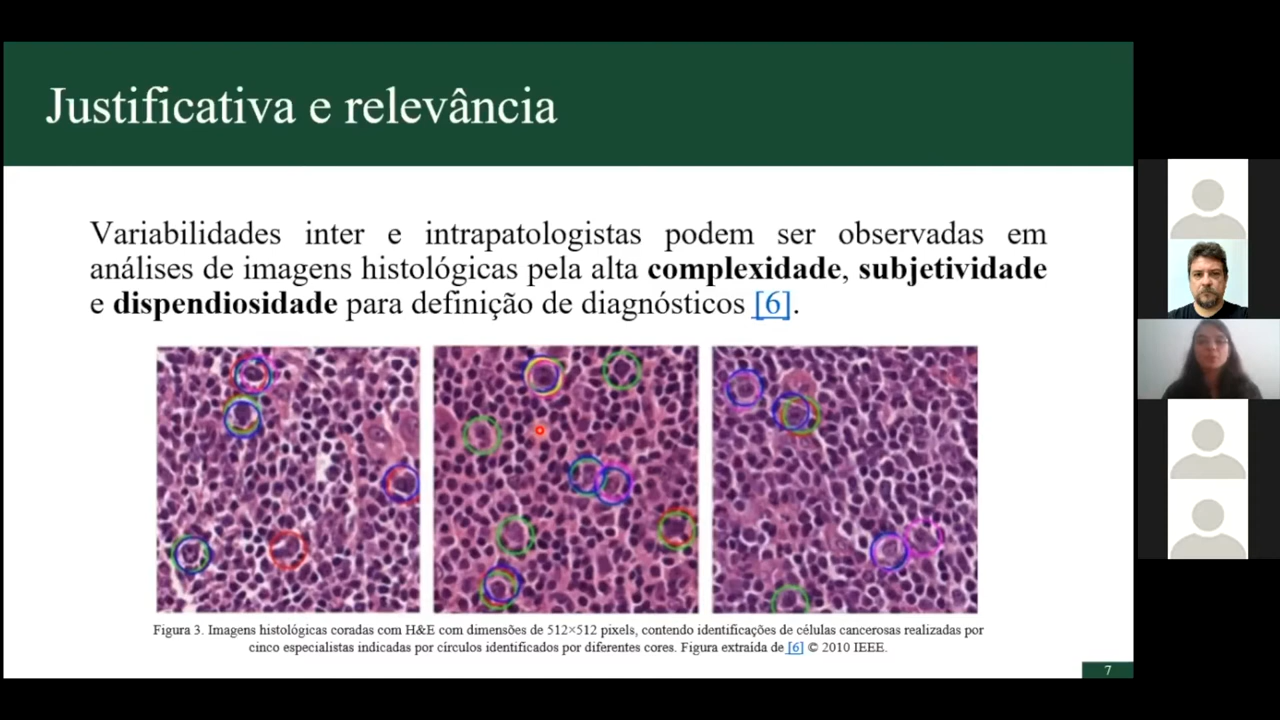 Justificativa e relevância
Variabilidades inter e intrapatologistas podem ser observadas em
análises de imagens histológicas pela alta complexidade, subjetividade
e dispendiosidade para definição de diagnósticos [6].
Figura 3. Imagens histológicas coradas com H&E com dimensões de 512×512 pixels, contendo identificações de células cancerosas realizadas por
cinco especialistas indicadas por círculos identificados por diferentes cores. Figura extraída de [6] © 2010 IEEE.
7